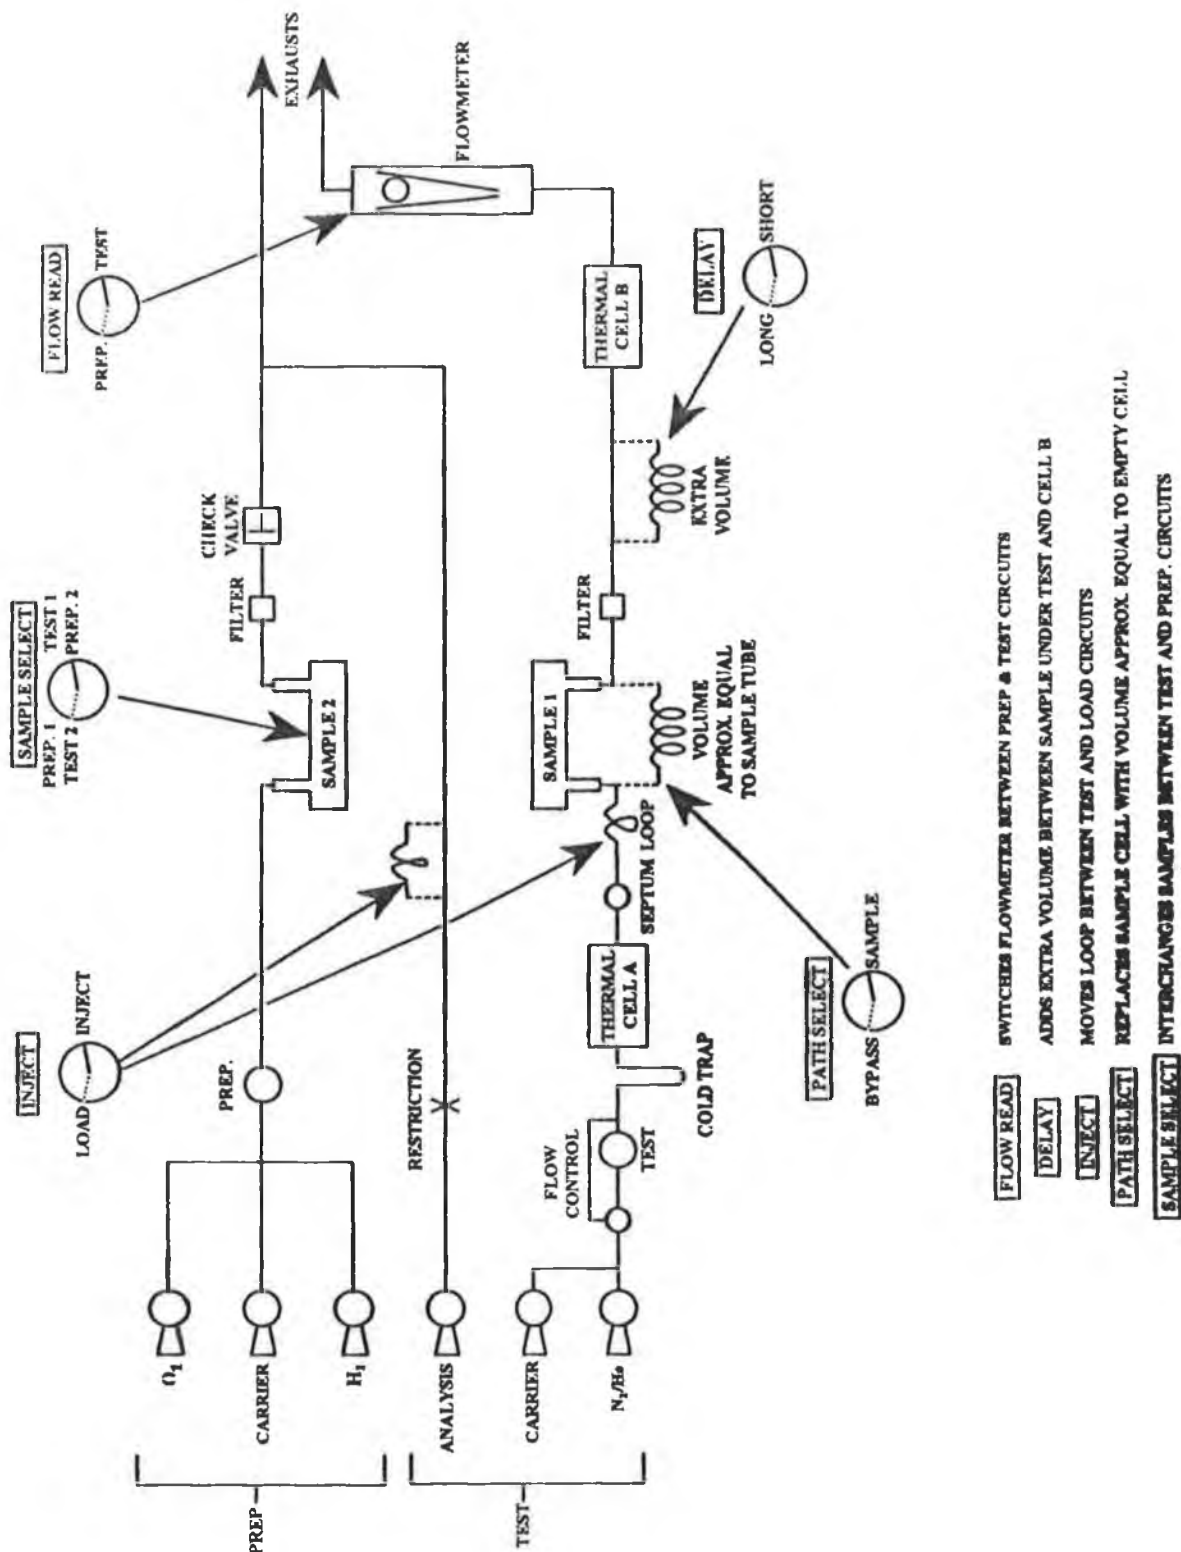 INJECT
LOAD
INJECT
SAMPLE SELECT
PREP. 1
TEST 1
TEST 2
PREP. 2
FLOW READ
PREP.
TEST
PREP
O2
CARRIER
H2
PREP.
SAMPLE 2
FILTER
CHECK
VALVE
EXHAUSTS
FLOWMETER
TEST
ANALYSIS
CARRIER
N2/He
RESTRICTION
FLOW
CONTROL
TEST
COLD TRAP
THERMAL
CELL A
SEPTUM LOOP
SAMPLE 1
VOLUME
APPROX. EQUAL
TO SAMPLE TUBE
FILTER
EXTRA
VOLUME
THERMAL
CELL B
PATH SELECT
BYPASS
SAMPLE
DELAY
LONG
SHORT
FLOW READ SWITCHES FLOWMETER BETWEEN PREP & TEST CIRCUITS
DELAY ADDS EXTRA VOLUME BETWEEN SAMPLE UNDER TEST AND CELL B
INJECT MOVES LOOP BETWEEN TEST AND LOAD CIRCUITS
PATH SELECT REPLACES SAMPLE CELL WITH VOLUME APPROX. EQUAL TO EMPTY CELL
SAMPLE SELECT INTERCHANGES SAMPLES BETWEEN TEST AND PREP. CIRCUITS